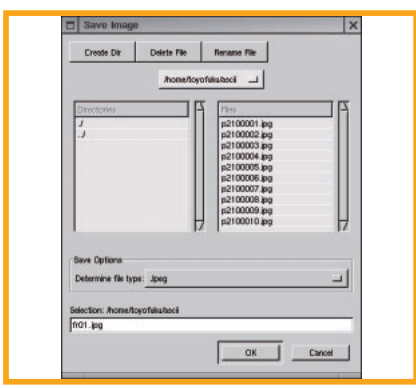 Save Image
Create Dir Delete File Rename File
/home/toyofuku/ascii
Directories Files
./
../
p2100001.jpg
p2100002.jpg
p2100003.jpg
p2100004.jpg
p2100005.jpg
p2100006.jpg
p2100007.jpg
p2100008.jpg
p2100009.jpg
p2100010.jpg
Save Options
Determine file type: Jpeg
Selection: /home/toyofuku/ascii
fr01.jpg
OK Cancel